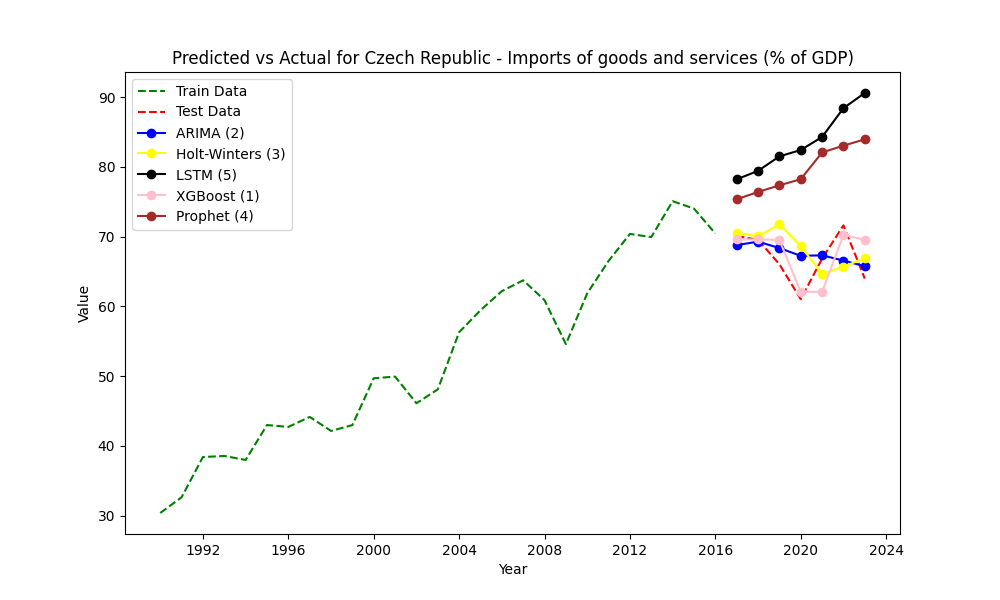 Predicted vs Actual for Czech Republic - Imports of goods and services (% of GDP)
Train Data
Test Data
ARIMA (2)
Holt-Winters (3)
LSTM (5)
XGBoost (1)
Prophet (4)
90
80
70
60
50
40
30
Value
1992 1996 2000 2004 2008 2012 2016 2020 2024
Year